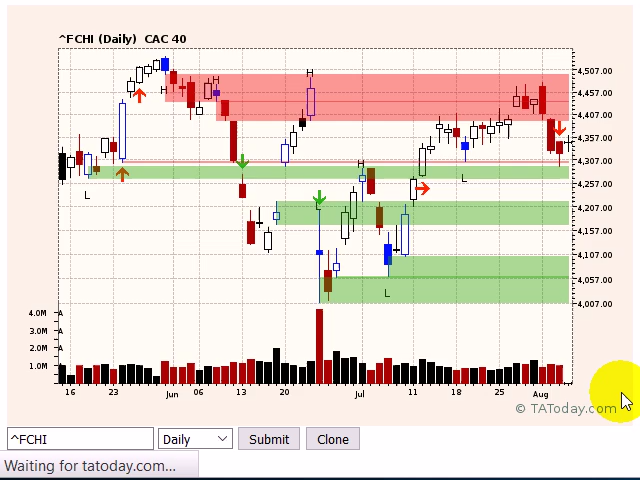 ^FCHI (Daily)  CAC 40
4,507.00
4,457.00
4,407.00
4,357.00
4,307.00
4,257.00
4,207.00
4,157.00
4,107.00
4,057.00
4,007.00
H
H
H
H
L
L
L
4.0M
3.0M
2.0M
1.0M
16 23 Jun 06 13 20 Jul 11 18 25 Aug
© TAToday.com
^FCHI Daily Submit Clone
Waiting for tatoday.com...